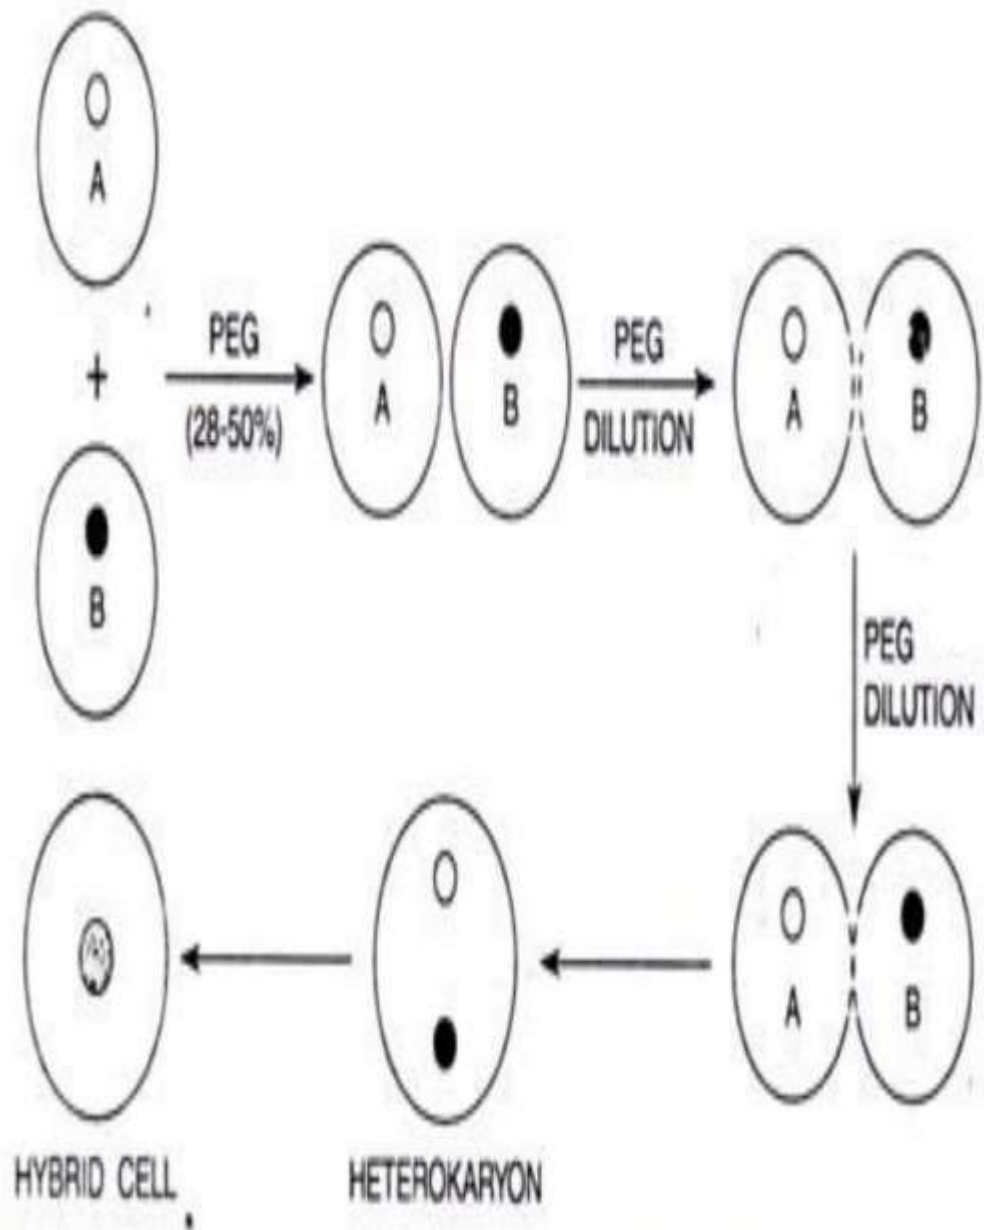 A
+
B
PEG
(28-50%)
A
B
PEG
DILUTION
A
B
PEG
DILUTION
A
B
HETEROKARYON
HYBRID CELL